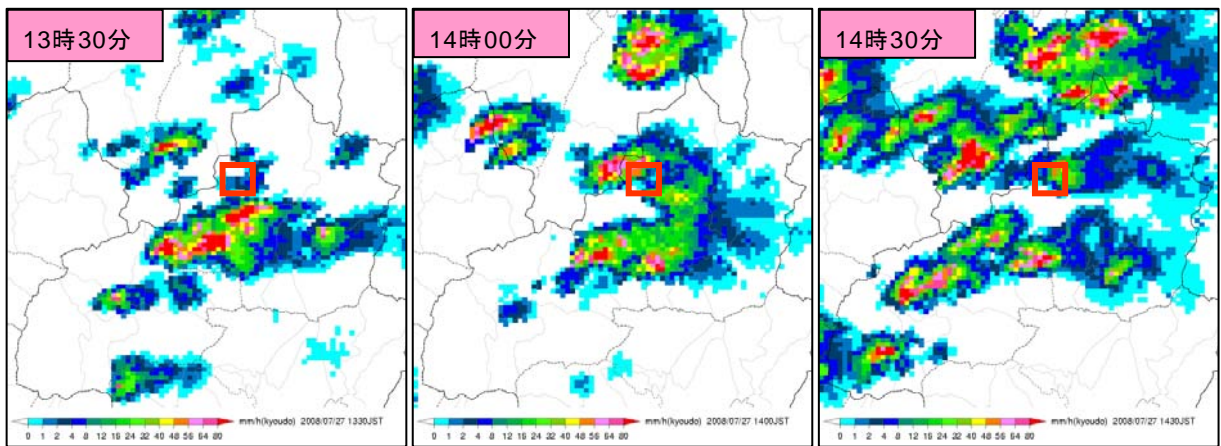 13時30分
14時00分
14時30分
mm/h(kyoudo) 2008/07/27 1330JST
0 1 2 4 8 12 16 24 32 40 48 56 64 80
mm/h(kyoudo) 2008/07/27 1400JST
0 1 2 4 8 12 16 24 32 40 48 56 64 80
mm/h(kyoudo) 2008/07/27 1430JST
0 1 2 4 8 12 16 24 32 40 48 56 64 80